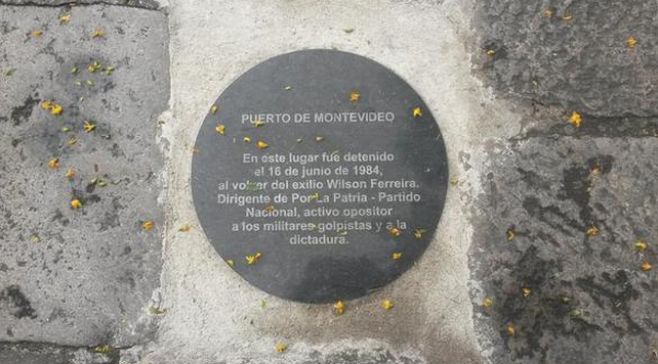 PUERTO DE MONTEVIDEO
En este lugar fue detenido
el 16 de junio de 1984,
al volver del exilio Wilson Ferreira.
Dirigente de Por La Patria - Partido
Nacional, activo opositor
a los militares golpistas y a la
dictadura.